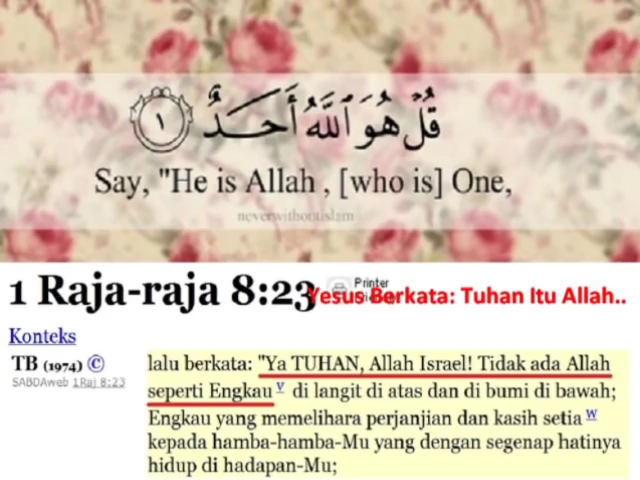 قُلْ هُوَ ٱللَّهُ أَحَدٌ ١
Say, "He is Allah , [who is] One,
neverwithoutislam
1 Raja-raja 8:23
Printer
Yesus Berkata: Tuhan Itu Allah..
Konteks
TB (1974) ©
SABDAweb 1Raj 8:23
lalu berkata: "Ya TUHAN, Allah Israel! Tidak ada Allah
seperti Engkau v di langit di atas dan di bumi di bawah;
Engkau yang memelihara perjanjian dan kasih setia w
kepada hamba-hamba-Mu yang dengan segenap hatinya
hidup di hadapan-Mu;